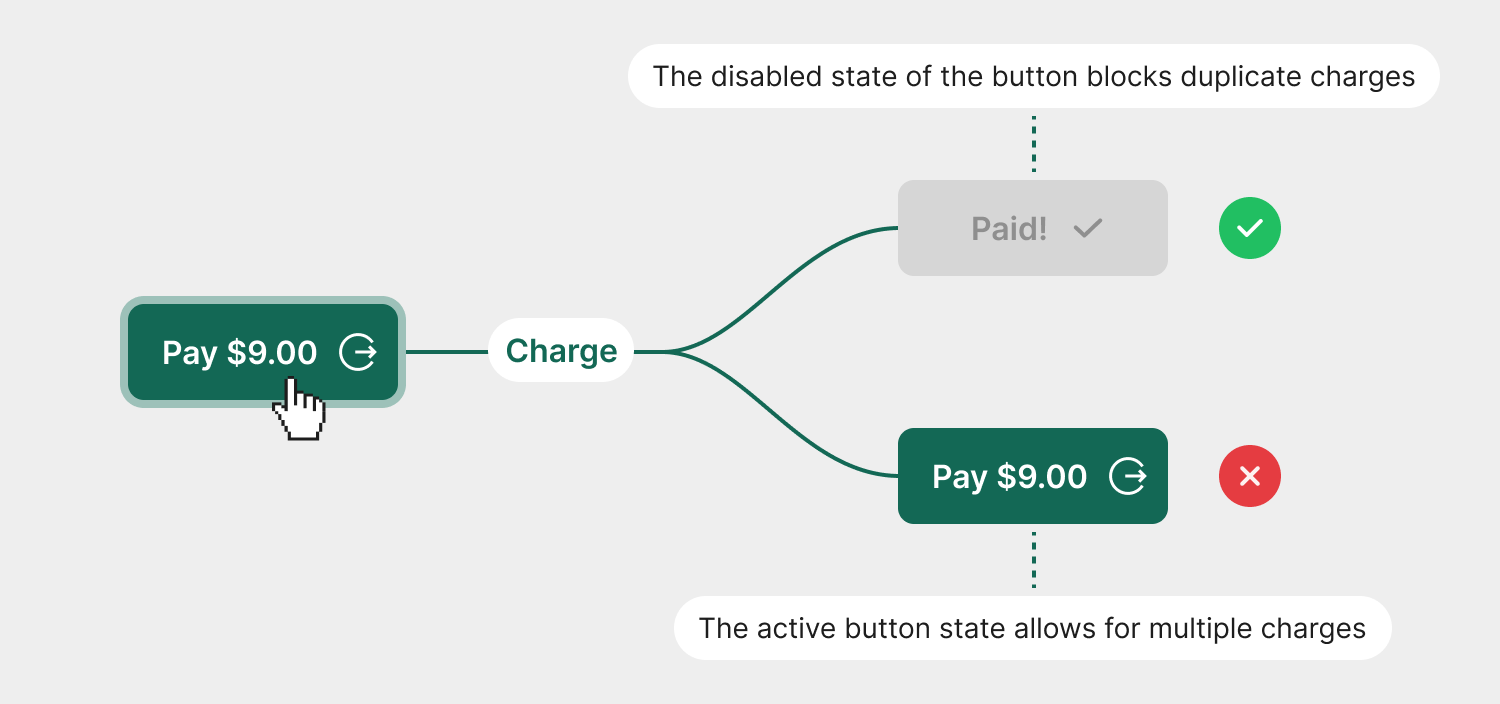 The disabled state of the button blocks duplicate charges
Paid!
Pay $9.00
Charge
Pay $9.00
The active button state allows for multiple charges